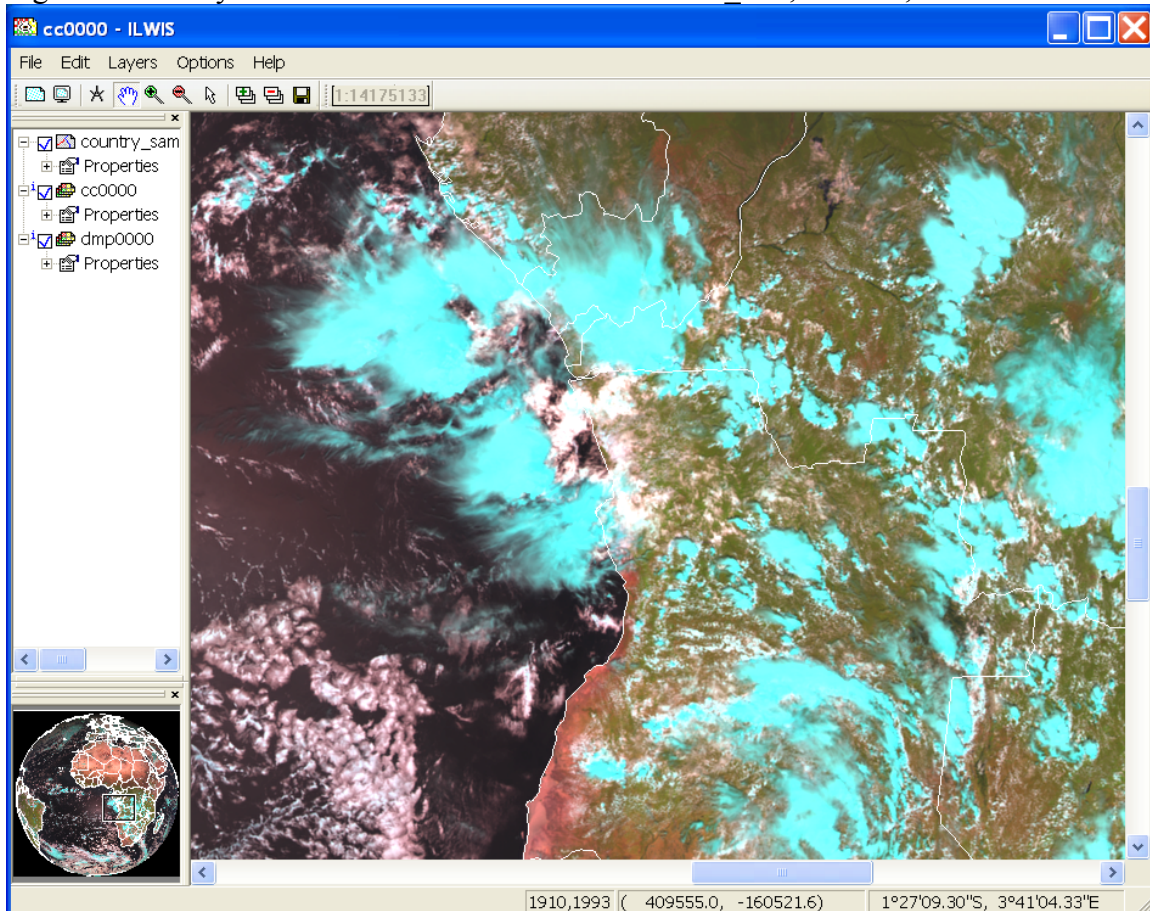 cc0000 - ILWIS
File Edit Layers Options Help
1:14175133
country_sam
Properties
cc0000
Properties
dmp0000
Properties
1910,1993 ( 409555.0, -160521.6) 1°27'09.30"S, 3°41'04.33"E